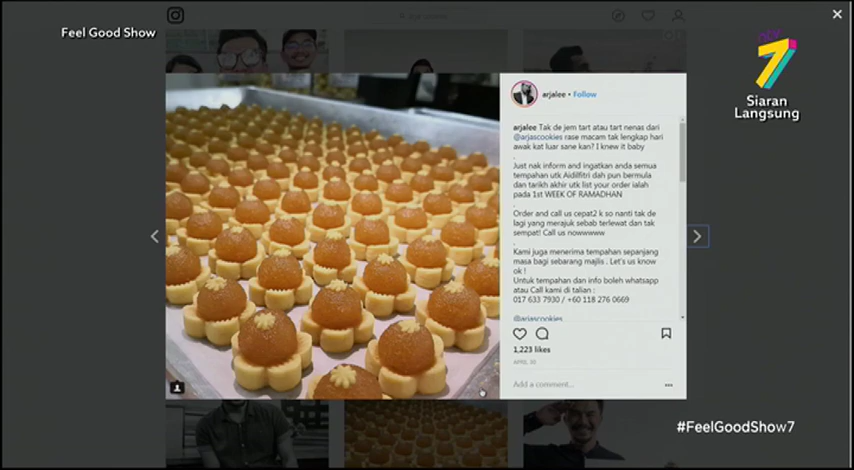 Feel Good Show
ntv
7
Siaran
Langsung
arjalee • Follow
arjalee Tak de jem tart atau tart nenas dari
@arjascookies rase macam tak lengkap hari
awak kat luar sane kan? I knew it baby
.
Just nak inform and ingatkan anda semua
tempahan utk Aidilfitri dah pun bermula
dan tarikh akhir utk list your order ialah
pada 1st WEEK OF RAMADHAN
.
Order and call us cepat2 k so nanti tak de
lagi yang merajuk sebab terlewat dan tak
sempat! Call us nowwwww
.
Kami juga menerima tempahan sepanjang
masa bagi sebarang majlis . Let's us know
ok !
Untuk tempahan dan info boleh whatsapp
atau Call kami di talian :
017 633 7930 / +60 118 276 0669
@arjascookies
1,223 likes
APRIL 30
Add a comment...
#FeelGoodShow7